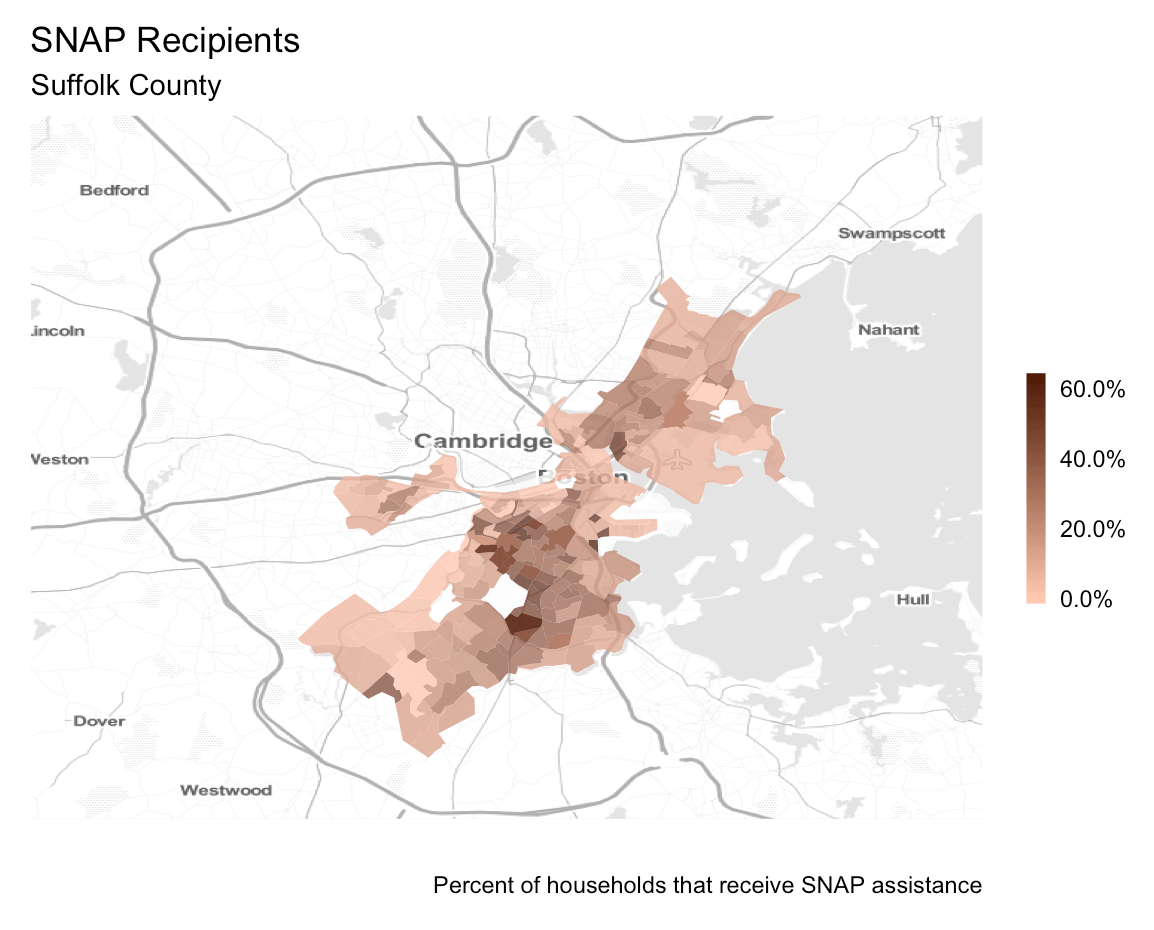 SNAP Recipients
Suffolk County
Bedford
Swampscott
Lincoln
Nahant
60.0%
Cambridge
40.0%
Weston
Boston
20.0%
0.0%
Hull
Dover
Westwood
Percent of households that receive SNAP assistance